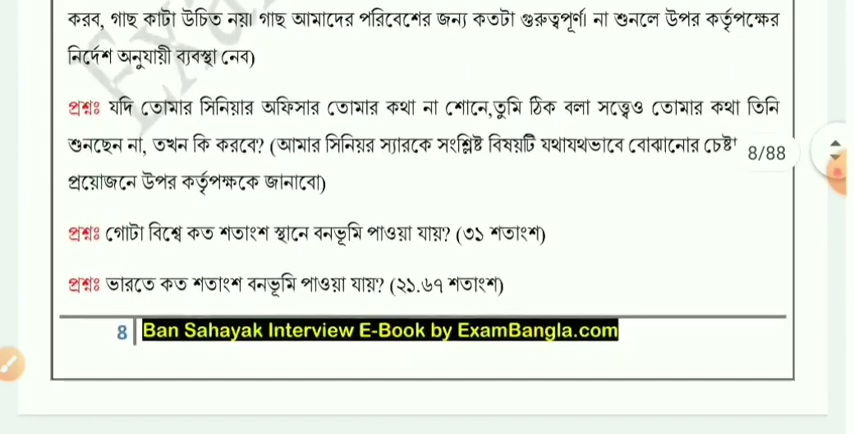 করব, গাছ কাটা উচিত নয়। গাছ আমাদের পরিবেশের জন্য কতটা গুরুত্বপূর্ণ। না শুনলে উপর কর্তৃপক্ষের
নির্দেশ অনুযায়ী ব্যবস্থা নেব)
প্রশ্নঃ যদি তোমার সিনিয়ার অফিসার তোমার কথা না শোনে,তুমি ঠিক বলা সত্ত্বেও তোমার কথা তিনি
শুনছেন না, তখন কি করবে? (আমার সিনিয়র স্যারকে সংশ্লিষ্ট বিষয়টি যথাযথভাবে বোঝানোর চেষ্টা
8/88
প্রয়োজনে উপর কর্তৃপক্ষকে জানাবো)
প্রশ্নঃ গোটা বিশ্বে কত শতাংশ স্থানে বনভূমি পাওয়া যায়? (৩১ শতাংশ)
প্রশ্নঃ ভারতে কত শতাংশ বনভূমি পাওয়া যায়? (২১.৬৭ শতাংশ)
8 Ban Sahayak Interview E-Book by ExamBangla.com